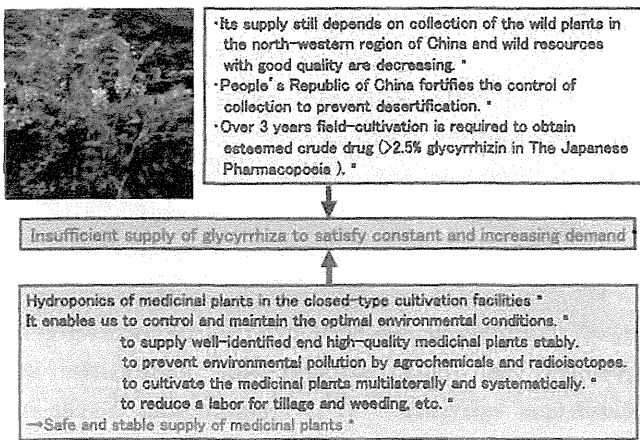 ・Its supply still depends on collection of the wild plants in
the north-western region of China and wild resources
with good quality are decreasing. "
・People's Republic of China fortifies the control of
collection to prevent desertification. "
・Over 3 years field-cultivation is required to obtain
esteemed crude drug (>2.5% glycyrrhizin in The Japanese
Pharmacopoeia ). "
Insufficient supply of glycyrrhiza to satisfy constant and increasing demand
Hydroponics of medicinal plants in the closed-type cultivation facilities "
It enables us to control and maintain the optimal environmental conditions. "
to supply well-identified end high-quality medicinal plants stably.
to prevent environmental pollution by agrochemicals and radioisotopes.
to cultivate the medicinal plants multilaterally and systematically. "
to reduce a labor for tillage and weeding, etc. "
→Safe and stable supply of medicinal plants "